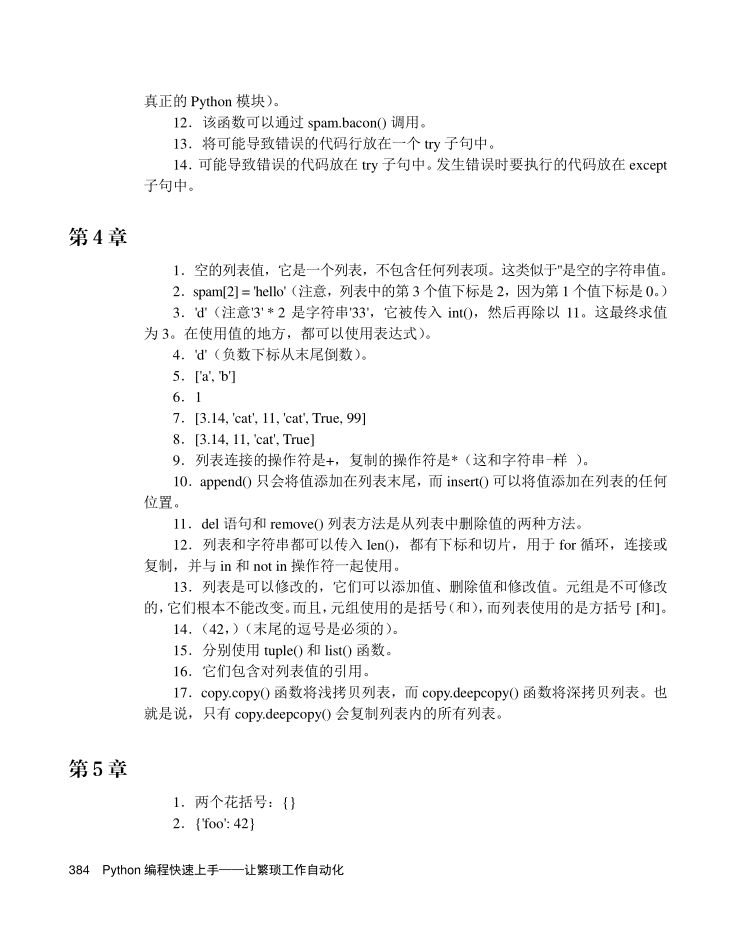 真正的 Python 模块）。
12．该函数可以通过 spam.bacon() 调用。
13．将可能导致错误的代码行放在一个 try 子句中。
14．可能导致错误的代码放在 try 子句中。发生错误时要执行的代码放在 except
子句中。
第 4 章
1．空的列表值，它是一个列表，不包含任何列表项。这类似于''是空的字符串值。
2．spam[2] = 'hello'（注意，列表中的第 3 个值下标是 2，因为第 1 个值下标是 0。）
3．'d'（注意'3' * 2 是字符串'33'，它被传入 int()，然后再除以 11。这最终求值
为 3。在使用值的地方，都可以使用表达式）。
4．'d'（负数下标从末尾倒数）。
5．['a', 'b']
6．1
7．[3.14, 'cat', 11, 'cat', True, 99]
8．[3.14, 11, 'cat', True]
9．列表连接的操作符是+，复制的操作符是*（这和字符串一样 ）。
10．append() 只会将值添加在列表末尾，而 insert() 可以将值添加在列表的任何
位置。
11．del 语句和 remove() 列表方法是从列表中删除值的两种方法。
12．列表和字符串都可以传入 len()，都有下标和切片，用于 for 循环，连接或
复制，并与 in 和 not in 操作符一起使用。
13．列表是可以修改的，它们可以添加值、删除值和修改值。元组是不可修改
的，它们根本不能改变。而且，元组使用的是括号（和），而列表使用的是方括号 [和]。
14．（42，）（末尾的逗号是必须的）。
15．分别使用 tuple() 和 list() 函数。
16．它们包含对列表值的引用。
17．copy.copy() 函数将浅拷贝列表，而 copy.deepcopy() 函数将深拷贝列表。也
就是说，只有 copy.deepcopy() 会复制列表内的所有列表。
第 5 章
1．两个花括号：{}
2．{'foo': 42}
384 Python 编程快速上手——让繁琐工作自动化